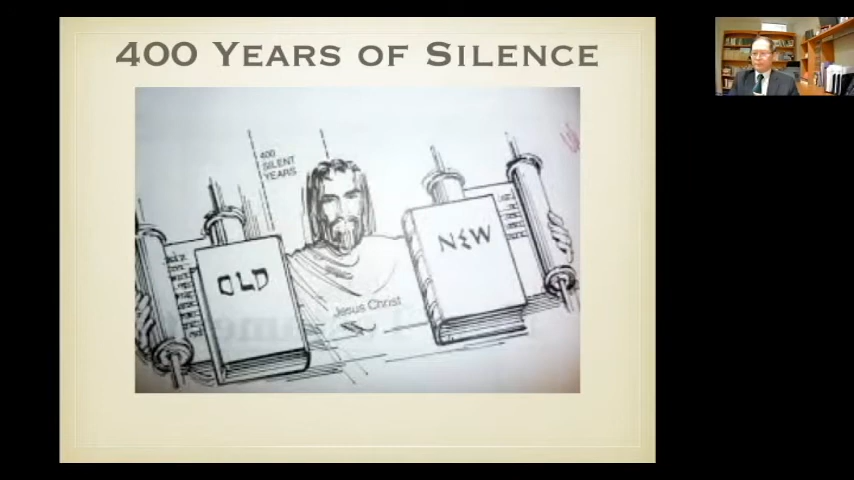 400 YEARS OF SILENCE
400
SILENT
YEARS
OLD
NEW
Jesus Christ